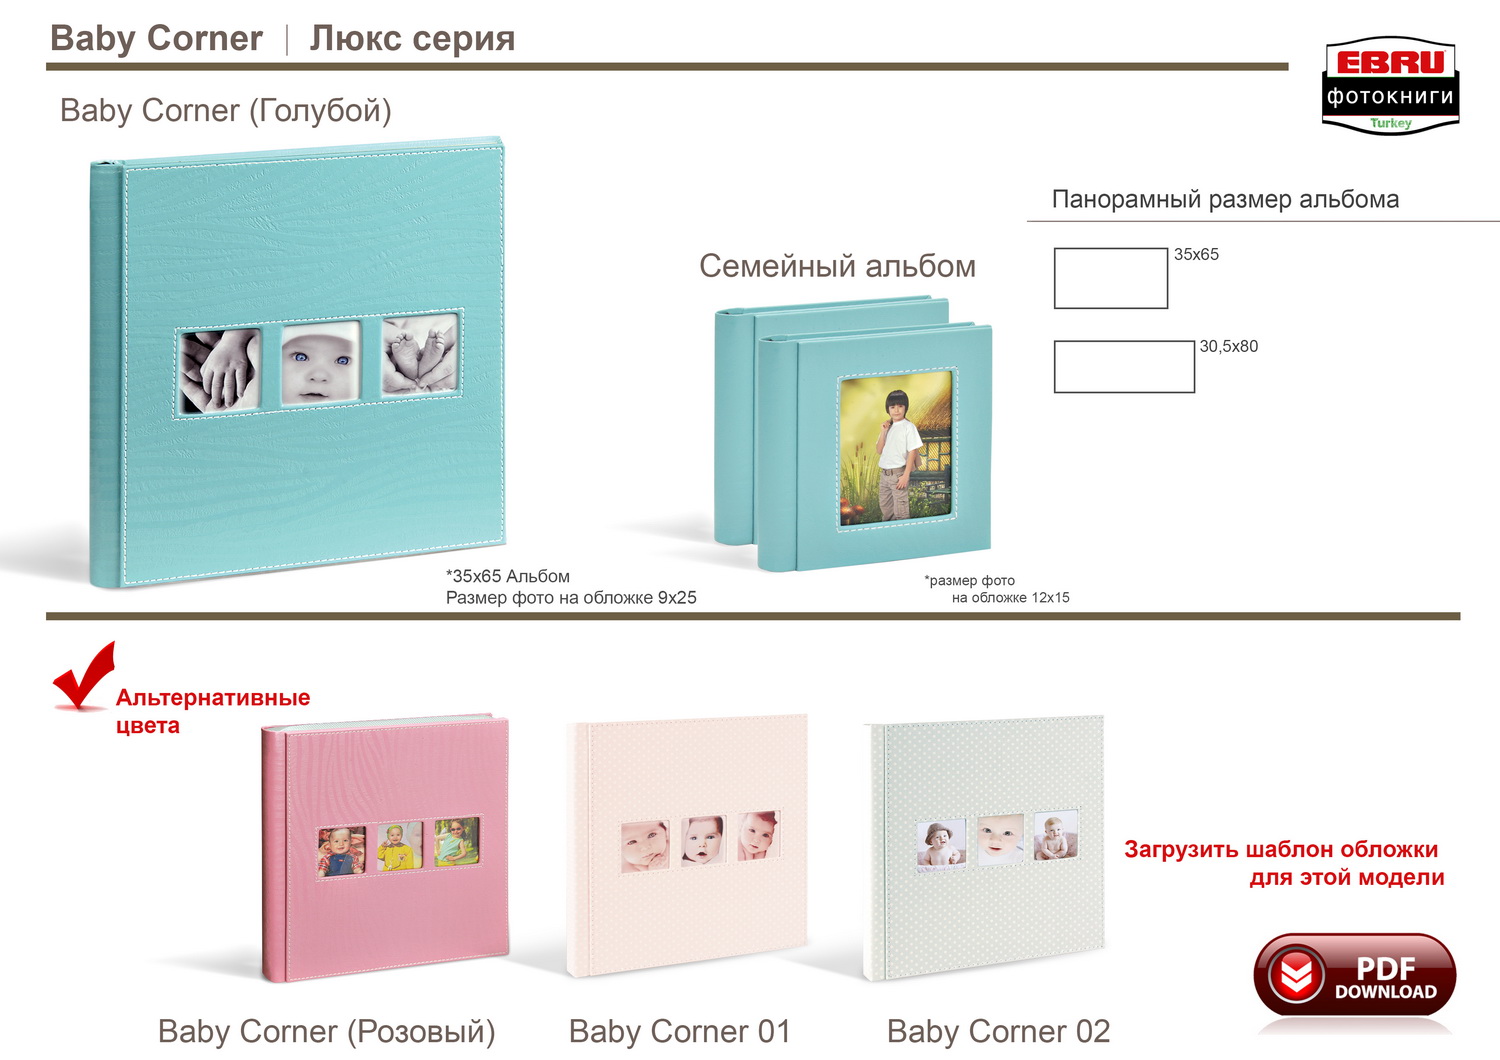 Baby Corner | Люкс серия
EBRU
фотокниги
Turkey
Baby Corner (Голубой)
Панорамный размер альбома
35x65
30,5x80
Семейный альбом
*35x65 Альбом
Размер фото на обложке 9x25
*размер фото
на обложке 12x15
Альтернативные
цвета
Загрузить шаблон обложки
для этой модели
PDF
DOWNLOAD
Baby Corner (Розовый)
Baby Corner 01
Baby Corner 02